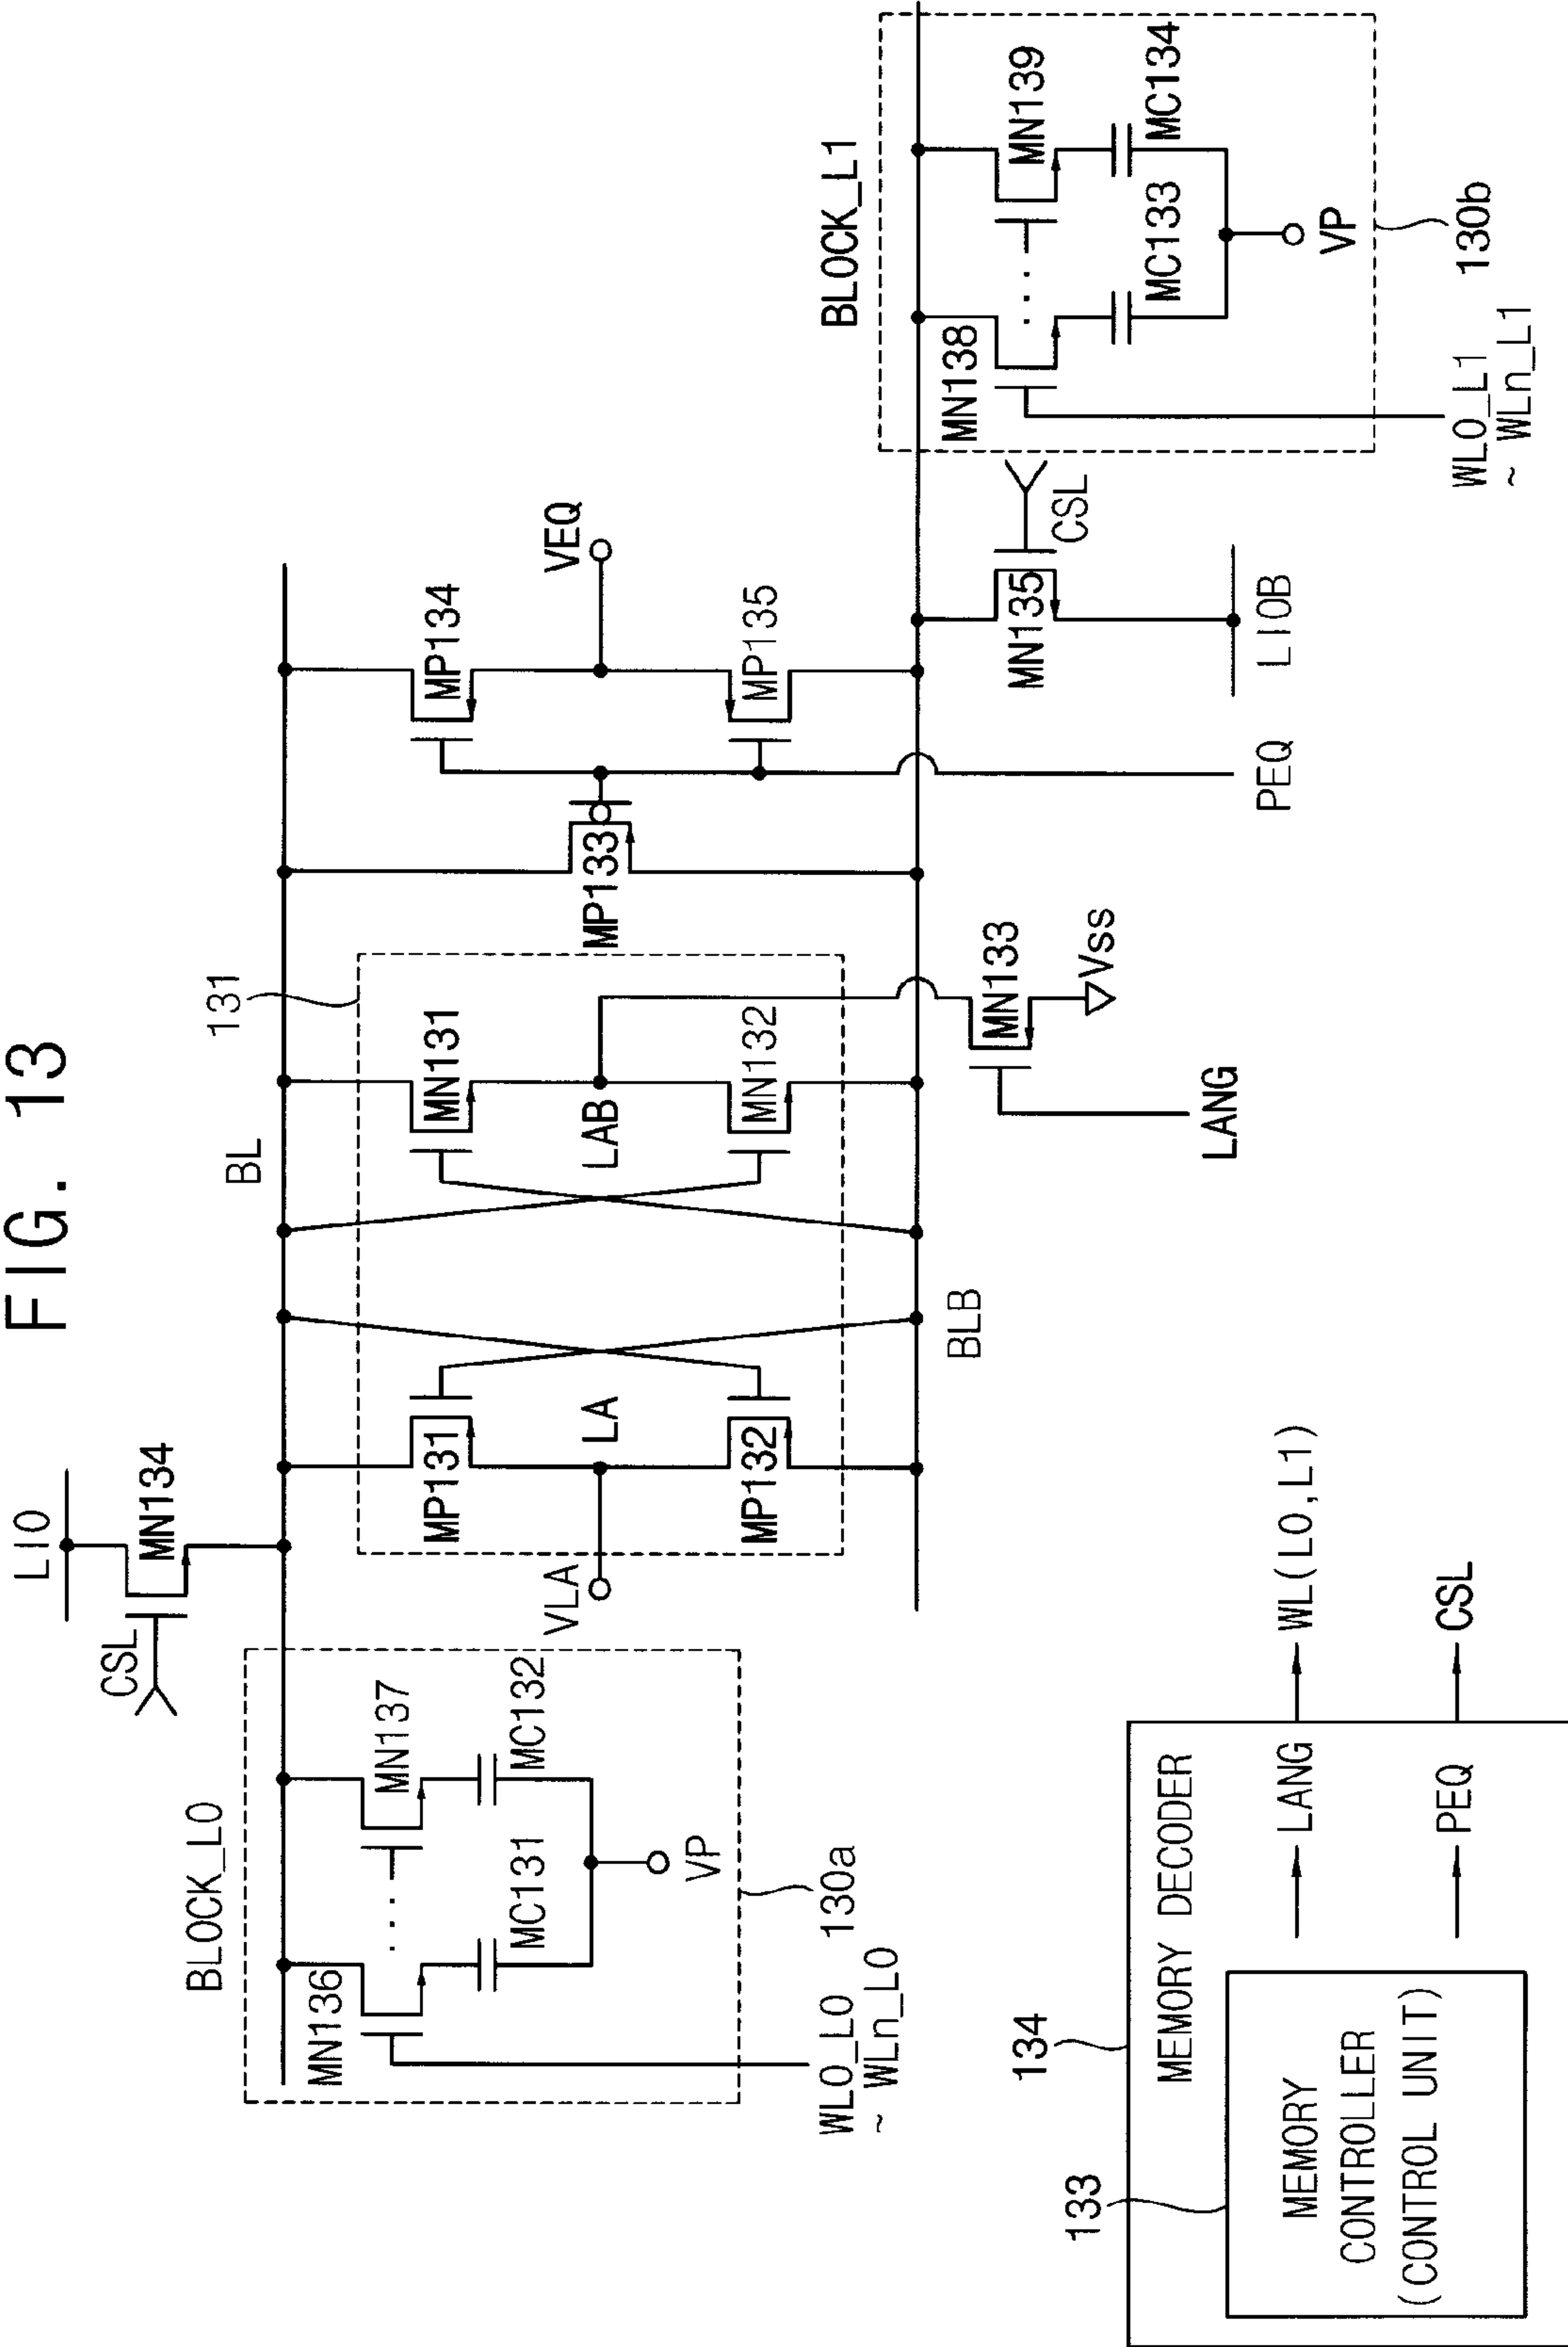 FIG. 13
LIO
CSL
MN134
BL
131
BLOCK_L0
MN136
MN137
MC131
MC132
VP
130a
WL0_L0
~ WLn_L0
VLA
MP131
LA
MP132
MN131
LAB
MN132
BLB
MN133
Vss
LANG
MP133
MP134
MP135
VEQ
PEQ
MN135
CSL
LIOB
BLOCK_L1
MN138
MN139
MC133
MC134
VP
130b
WL0_L1
~ WLn_L1
133
134
MEMORY DECODER
MEMORY
CONTROLLER
(CONTROL UNIT)
LANG
PEQ
WL(L0,L1)
CSL